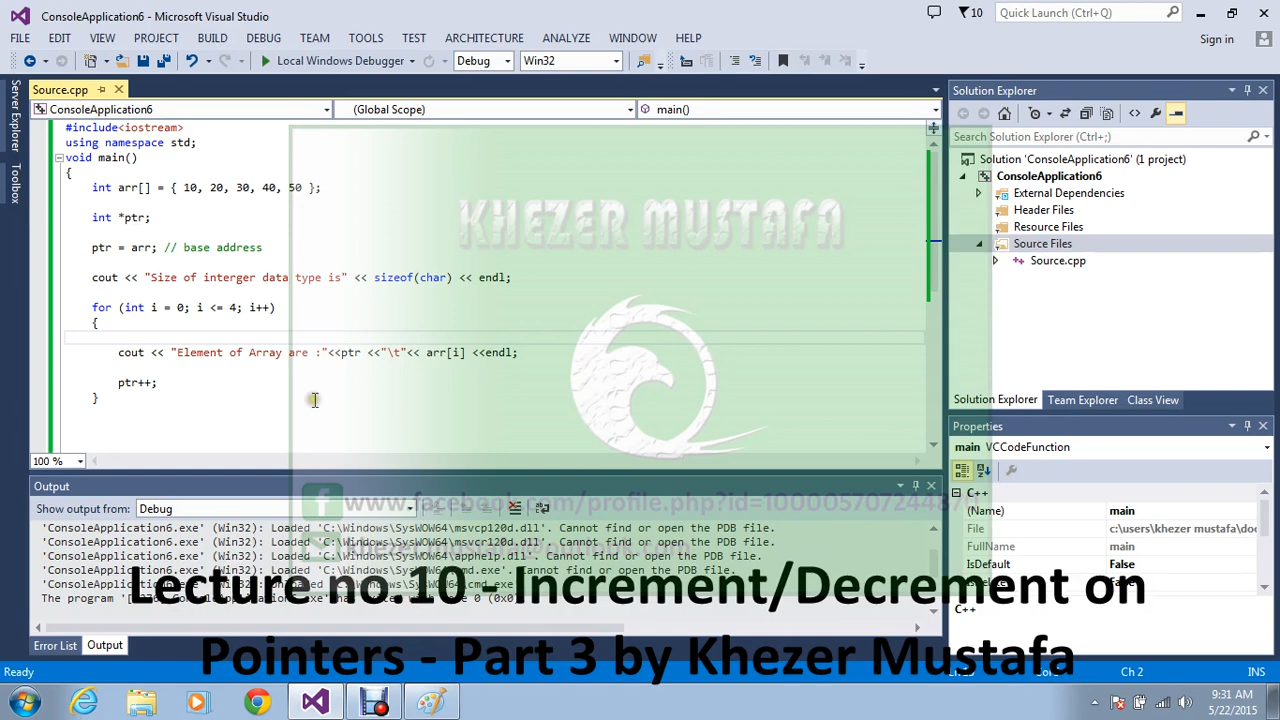 ConsoleApplication6 - Microsoft Visual Studio
10
Quick Launch (Ctrl+Q)
FILE EDIT VIEW PROJECT BUILD DEBUG TEAM TOOLS TEST ARCHITECTURE ANALYZE WINDOW HELP
Sign in
Local Windows Debugger Debug Win32
Server Explorer
Toolbox
Source.cpp
ConsoleApplication6 (Global Scope) main()
#include<iostream>
using namespace std;
void main()
{
int arr[] = { 10, 20, 30, 40, 50 };
int *ptr;
ptr = arr; // base address
cout << "Size of interger data type is" << sizeof(char) << endl;
for (int i = 0; i <= 4; i++)
{
cout << "Element of Array are :"<<ptr <<"\t"<< arr[i] <<endl;
ptr++;
}
100 %
KHEZER MUSTAFA
Solution Explorer
Search Solution Explorer (Ctrl+;)
Solution 'ConsoleApplication6' (1 project)
ConsoleApplication6
External Dependencies
Header Files
Resource Files
Source Files
Source.cpp
Solution Explorer Team Explorer Class View
Properties
main VCCodeFunction
C++
(Name) main
File c:\users\khezer mustafa\doc
FullName main
IsDefault False
False
C++
Output
Show output from: Debug
'ConsoleApplication6.exe' (Win32): Loaded 'C:\Windows\SysWOW64\msvcp120d.dll'. Cannot find or open the PDB file.
'ConsoleApplication6.exe' (Win32): Loaded 'C:\Windows\SysWOW64\msvcr120d.dll'. Cannot find or open the PDB file.
'ConsoleApplication6.exe' (Win32): Loaded 'C:\Windows\SysWOW64\apphelp.dll'. Cannot find or open the PDB file.
Lecture no.10 - Increment/Decrement on
Pointers - Part 3 by Khezer Mustafa
Error List Output
Ready
Ch 2
INS
9:31 AM
5/22/2015